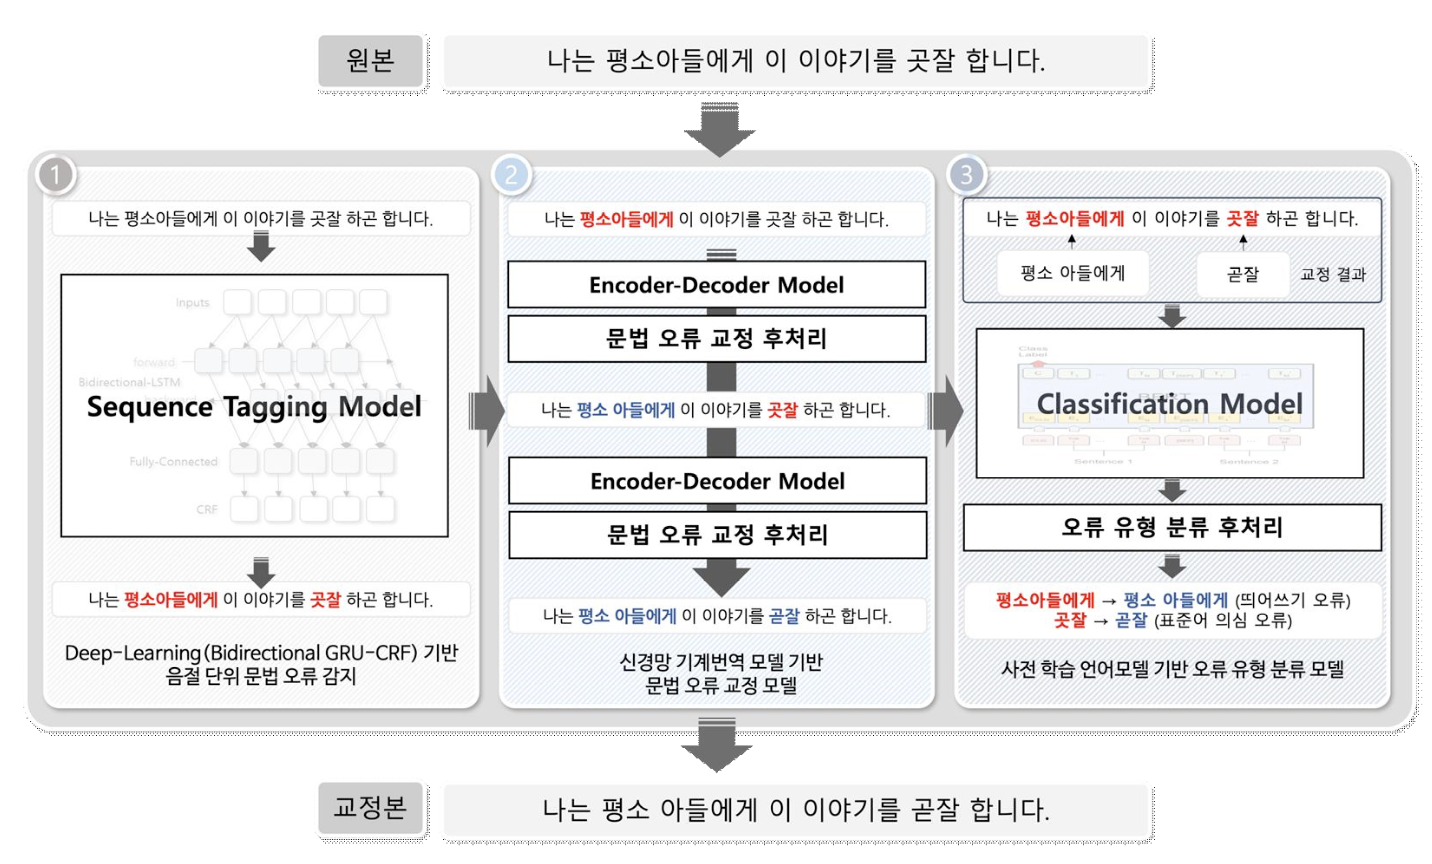 원본
나는 평소아들에게 이 이야기를 곳잘 합니다.
1
나는 평소아들에게 이 이야기를 곳잘 하곤 합니다.
Inputs
forward
Bidirectional-LSTM
Sequence Tagging Model
Fully-Connected
CRF
나는 평소아들에게 이 이야기를 곳잘 하곤 합니다.
Deep-Learning(Bidirectional GRU-CRF) 기반
음절 단위 문법 오류 감지
2
나는 평소아들에게 이 이야기를 곳잘 하곤 합니다.
Encoder-Decoder Model
문법 오류 교정 후처리
나는 평소 아들에게 이 이야기를 곳잘 하곤 합니다.
Encoder-Decoder Model
문법 오류 교정 후처리
나는 평소 아들에게 이 이야기를 곧잘 하곤 합니다.
신경망 기계번역 모델 기반
문법 오류 교정 모델
3
나는 평소아들에게 이 이야기를 곳잘 하곤 합니다.
평소 아들에게
곧잘
교정 결과
Class
Label
Classification Model
Sentence 1
Sentence 2
오류 유형 분류 후처리
평소아들에게 → 평소 아들에게 (띄어쓰기 오류)
곳잘 → 곧잘 (표준어 의심 오류)
사전 학습 언어모델 기반 오류 유형 분류 모델
교정본
나는 평소 아들에게 이 이야기를 곧잘 합니다.